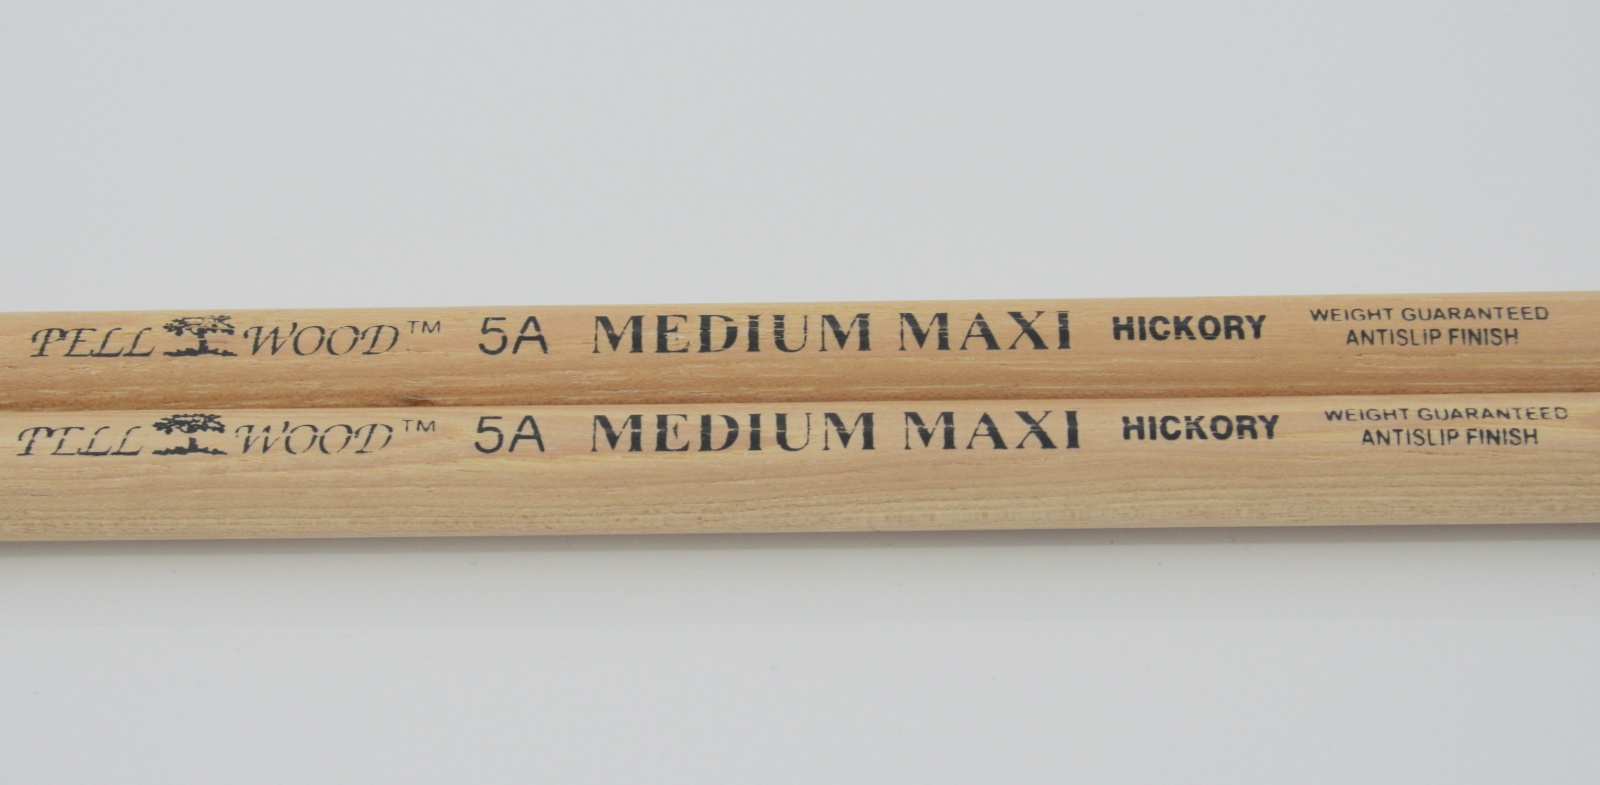 PELL WOOD™ 5A MEDIUM MAXI HICKORY WEIGHT GUARANTEED
ANTISLIP FINISH
PELL WOOD™ 5A MEDIUM MAXI HICKORY WEIGHT GUARANTEED
ANTISLIP FINISH